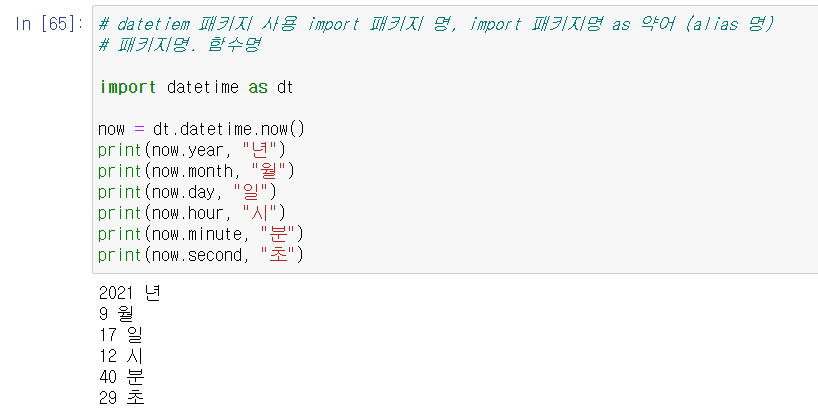 In [65]:
# datetiem 패키지 사용 import 패키지 명, import 패키지명 as 약어 (alias 명)
# 패키지명. 함수명
import datetime as dt
now = dt.datetime.now()
print(now.year, "년")
print(now.month, "월")
print(now.day, "일")
print(now.hour, "시")
print(now.minute, "분")
print(now.second, "초")
2021 년
9 월
17 일
12 시
40 분
29 초